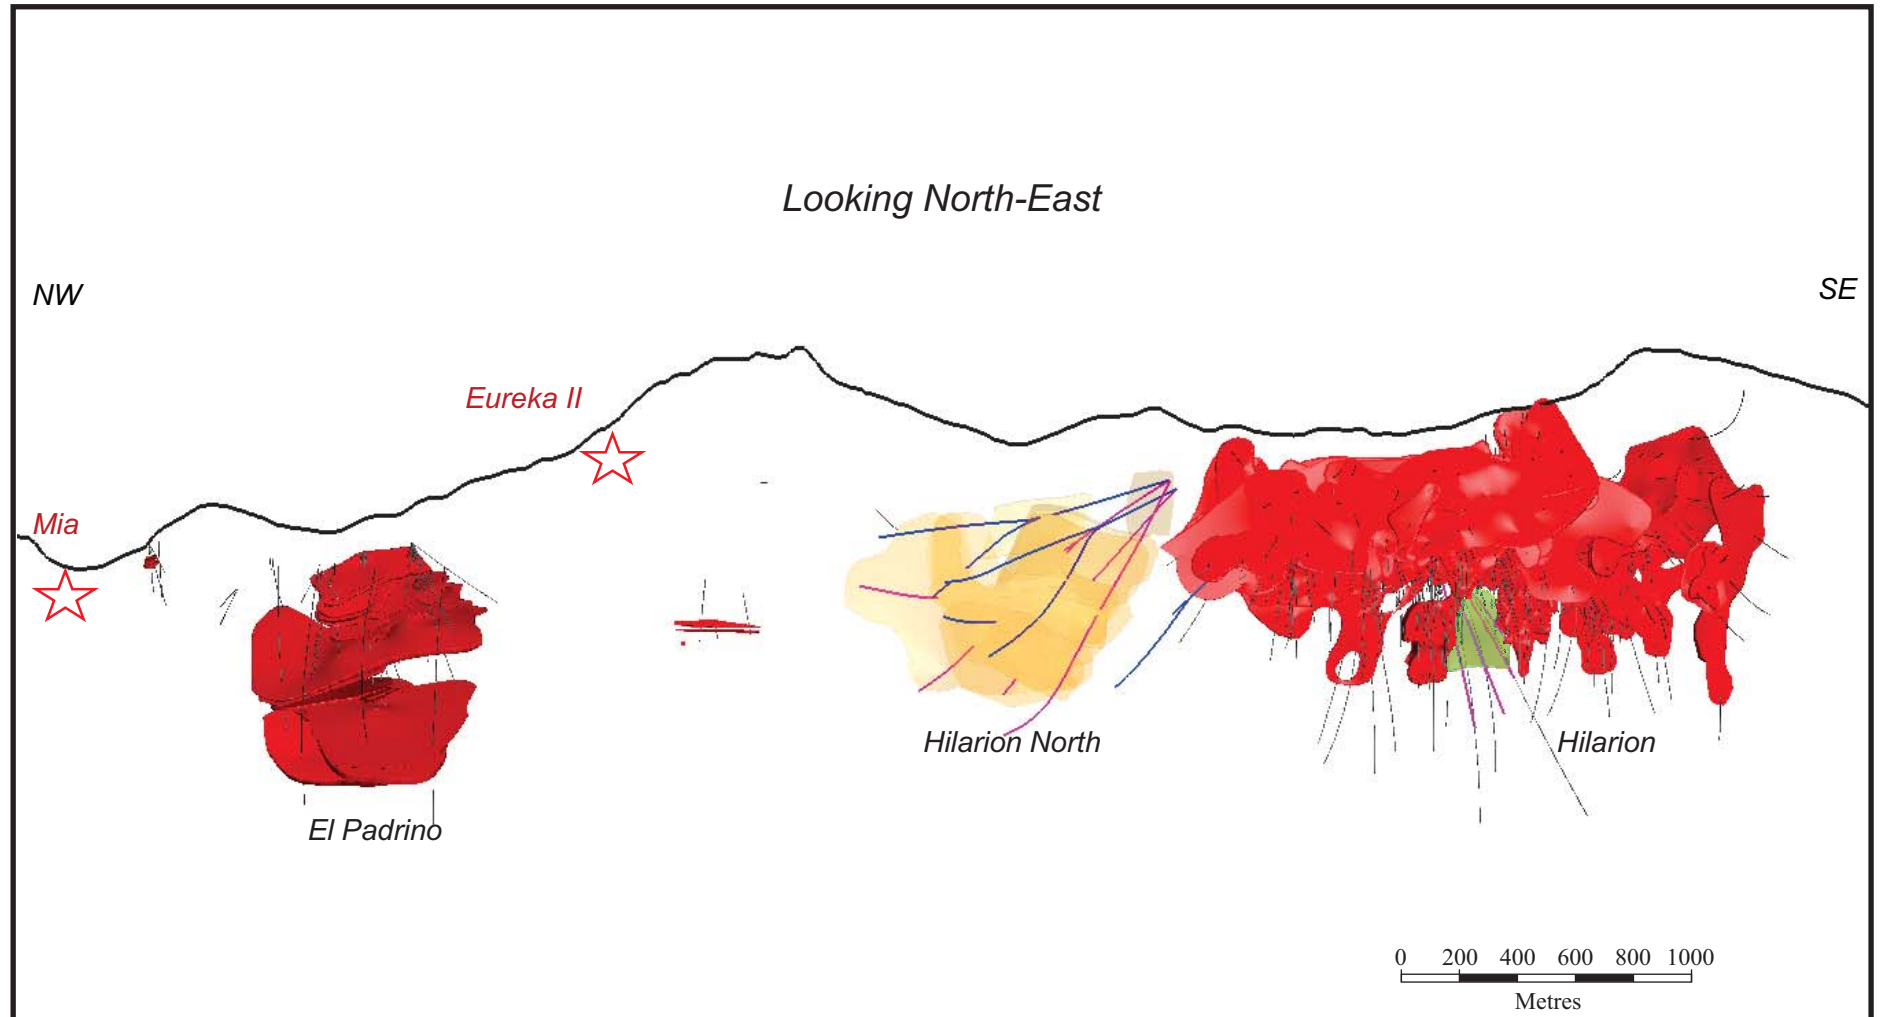 Looking North-East
NW
SE
Eureka II
Mia
Hilarion North
Hilarion
El Padrino
0 200 400 600 800 1000
Metres